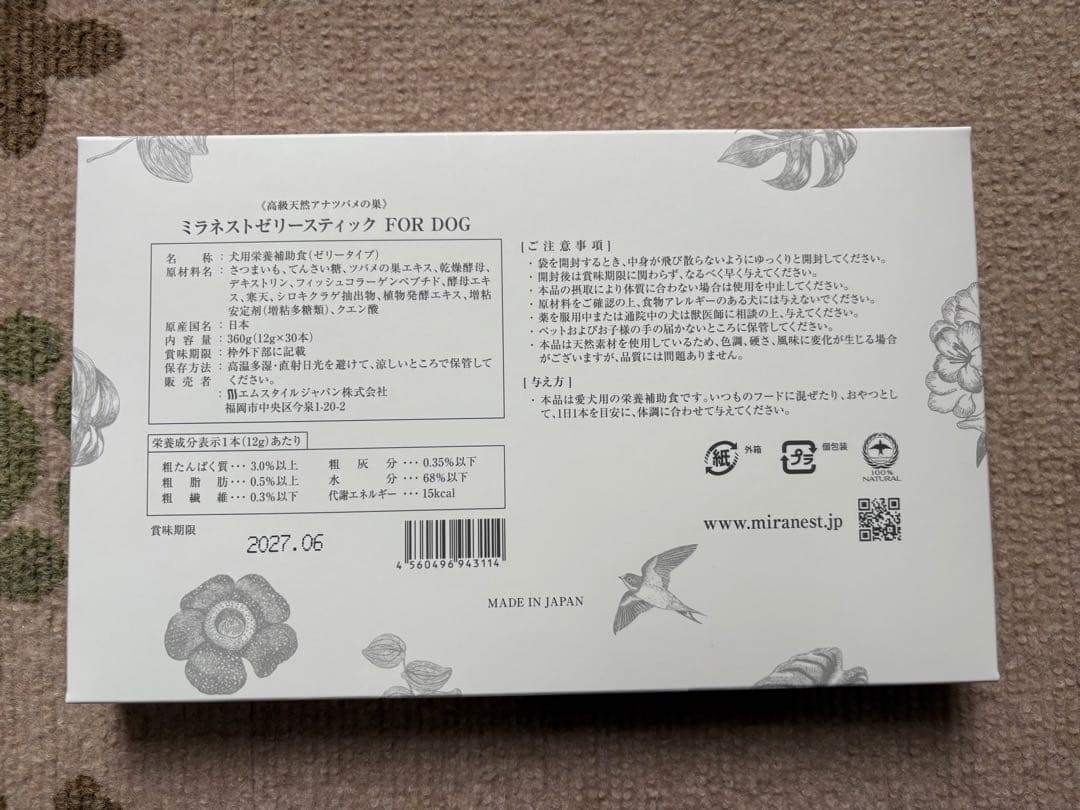 《高級天然アナツバメの巣》
ミラネストゼリースティック FOR DOG
名称：犬用栄養補助食(ゼリータイプ)
原材料名：さつまいも、てんさい糖、ツバメの巣エキス、乾燥酵母、
デキストリン、フィッシュコラーゲンペプチド、酵母エキ
ス、寒天、シロキクラゲ抽出物、植物発酵エキス、増粘
安定剤(増粘多糖類)、クエン酸
原産国名：日本
内容量：360g(12g×30本)
賞味期限：枠外下部に記載
保存方法：高温多湿・直射日光を避けて、涼しいところで保管して
ください。
販売者：エムスタイルジャパン株式会社
福岡市中央区今泉1-20-2
栄養成分表示1本(12g)あたり
粗たんぱく質・・・3.0%以上 粗灰分・・・0.35%以下
粗脂肪・・・0.5%以上 水分・・・68%以下
粗繊維・・・0.3%以下 代謝エネルギー・・・15kcal
賞味期限
2027.06
4560496943114
[ご注意事項]
・袋を開封するとき、中身が飛び散らないようにゆっくりと開封してください。
・開封後は賞味期限に関わらず、なるべく早く与えてください。
・本品の摂取により体質に合わない場合は使用を中止してください。
・原材料をご確認の上、食物アレルギーのある犬には与えないでください。
・薬を服用中または通院中の犬は獣医師に相談の上、与えてください。
・ペットおよびお子様の手の届かないところに保管してください。
・本品は天然素材を使用しているため、色調、硬さ、風味に変化が生じる場合
がございますが、品質には問題ありません。
[与え方]
・本品は愛犬用の栄養補助食です。いつものフードに混ぜたり、おやつとし
て、1日1本を目安に、体調に合わせて与えてください。
紙 外箱 プラ 個包装
100%
NATURAL
www.miranest.jp
MADE IN JAPAN